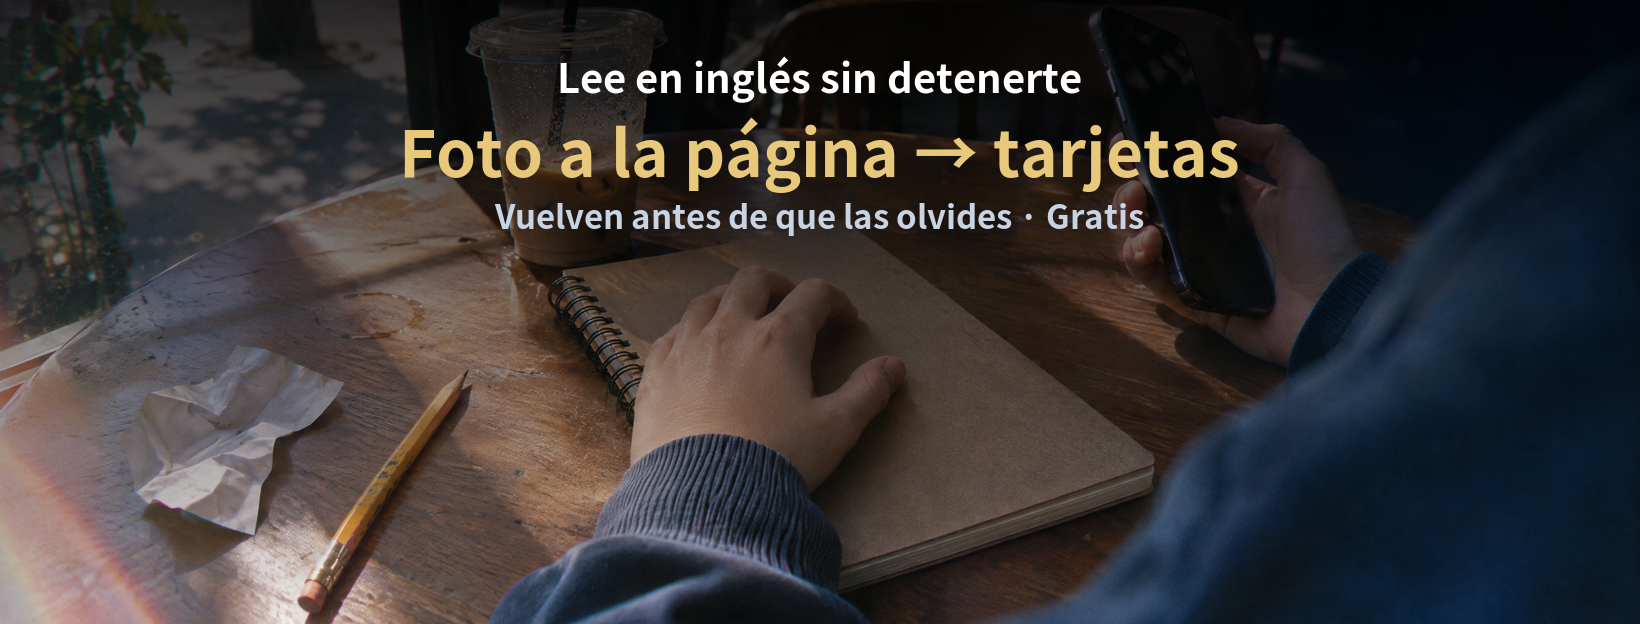 Lee en inglés sin detenerte
Foto a la página → tarjetas
Vuelven antes de que las olvides · Gratis